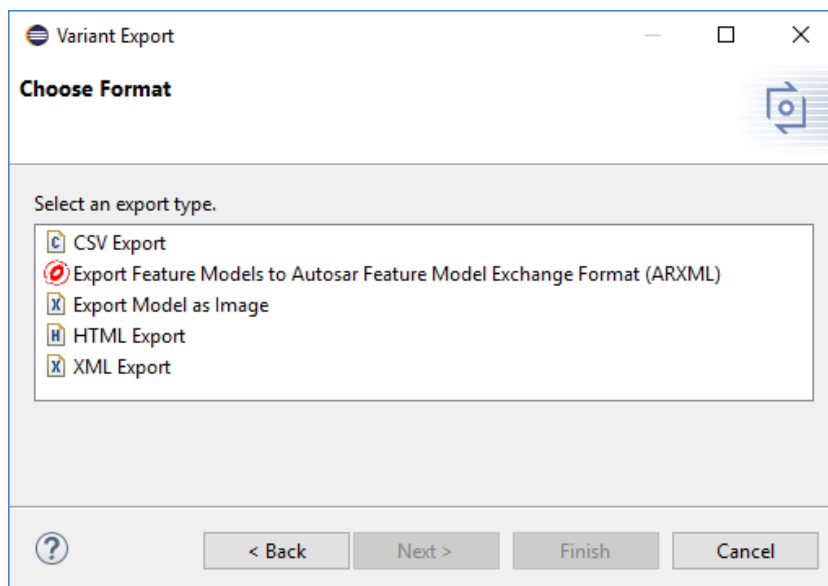 Variant Export
Choose Format
Select an export type.
C CSV Export
Export Feature Models to Autosar Feature Model Exchange Format (ARXML)
X Export Model as Image
H HTML Export
X XML Export
? < Back Next > Finish Cancel